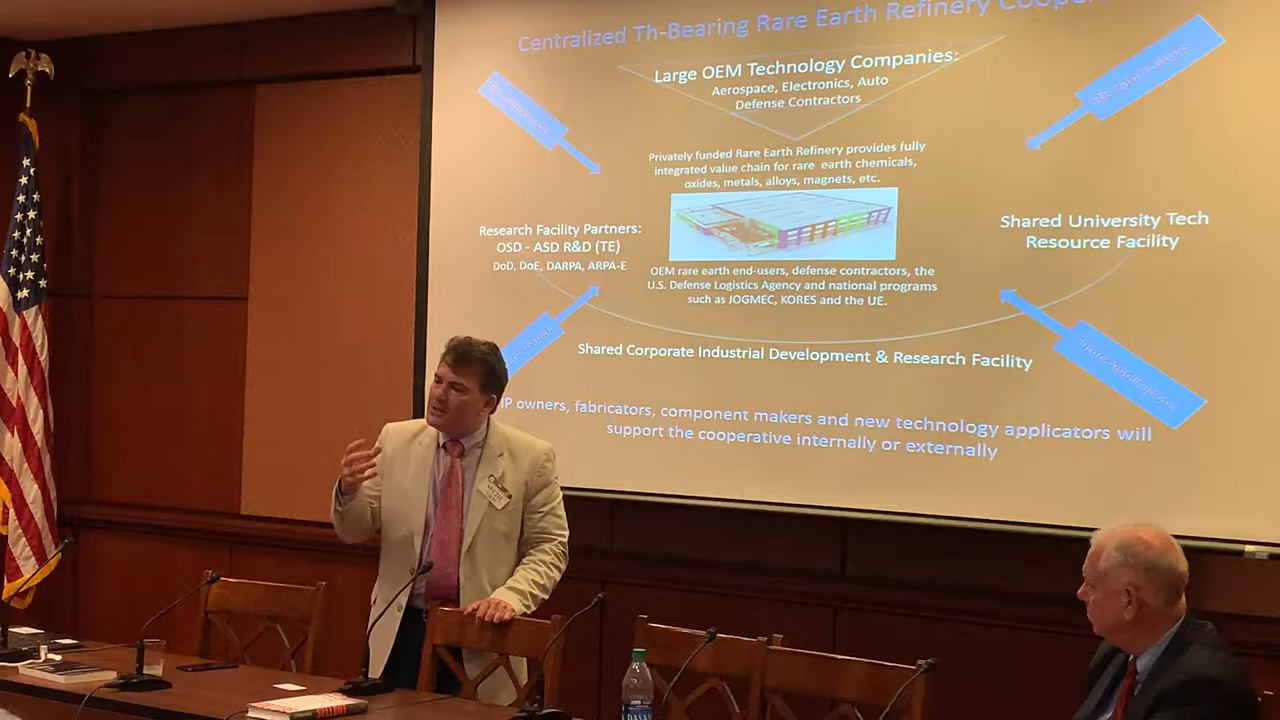 Centralized Th-Bearing Rare Earth Refinery
Large OEM Technology Companies:
Aerospace, Electronics, Auto
Defense Contractors
Privately funded Rare Earth Refinery provides fully
integrated value chain for rare earth chemicals,
oxides, metals, alloys, magnets, etc.
Research Facility Partners:
OSD - ASD R&D (TE)
DoD, DoE, DARPA, ARPA-E
Shared University Tech
Resource Facility
OEM rare earth end-users, defense contractors, the
U.S. Defense Logistics Agency and national programs
such as JOGMEC, KORES and the UE.
Shared Corporate Industrial Development & Research Facility
Future Applications
IP owners, fabricators, component makers and new technology applicators will
support the cooperative internally or externally
DASANI